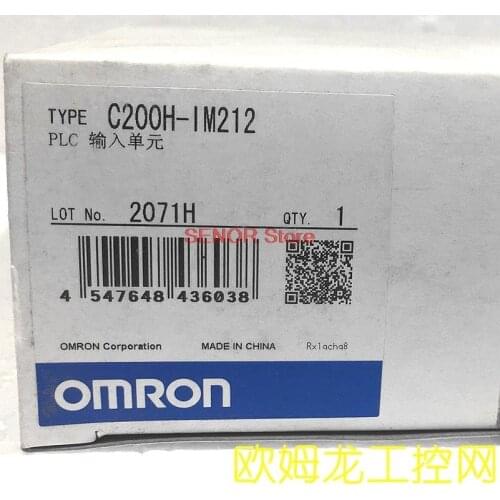 TYPE C200H-IM212
PLC 输入单元
LOT No. 2071H QTY. 1
SENOR Store
4 547648 436038
OMRON Corporation MADE IN CHINA Rx1acha8
OMRON
欧姆龙工控网